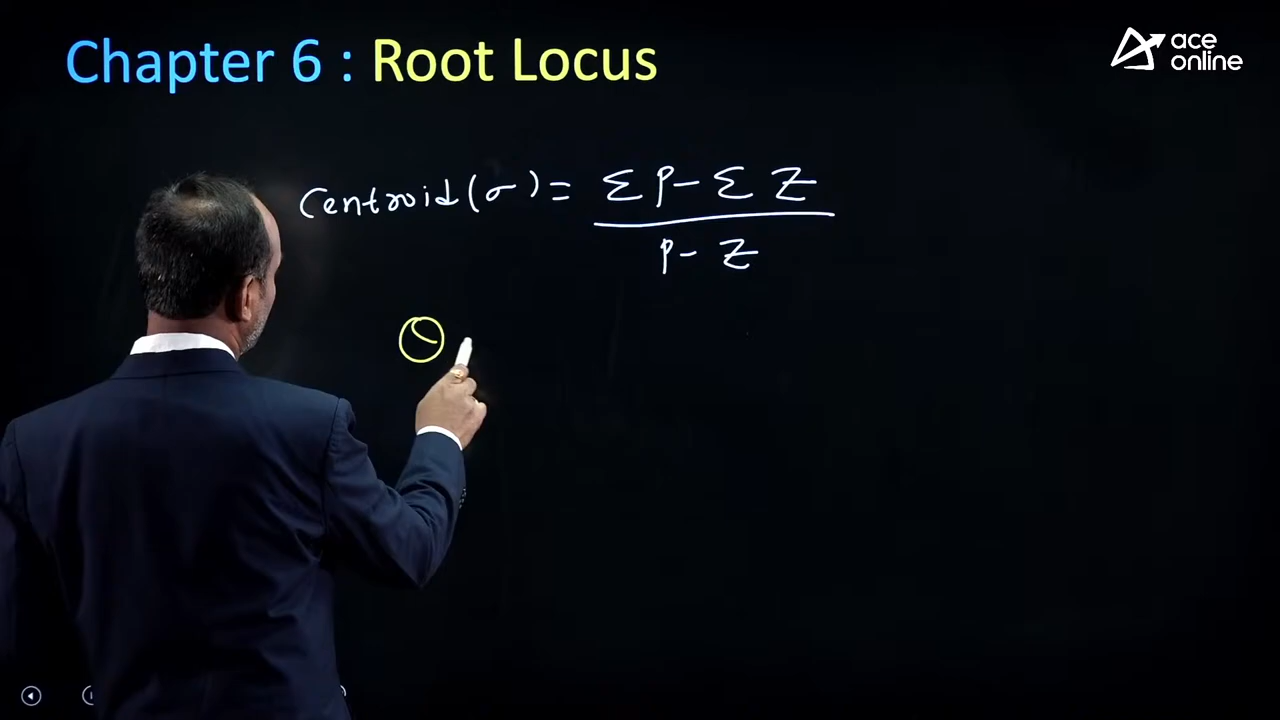 Chapter 6 : Root Locus
ace
online
Centroid(σ) = ΣP - ΣZ
P - Z